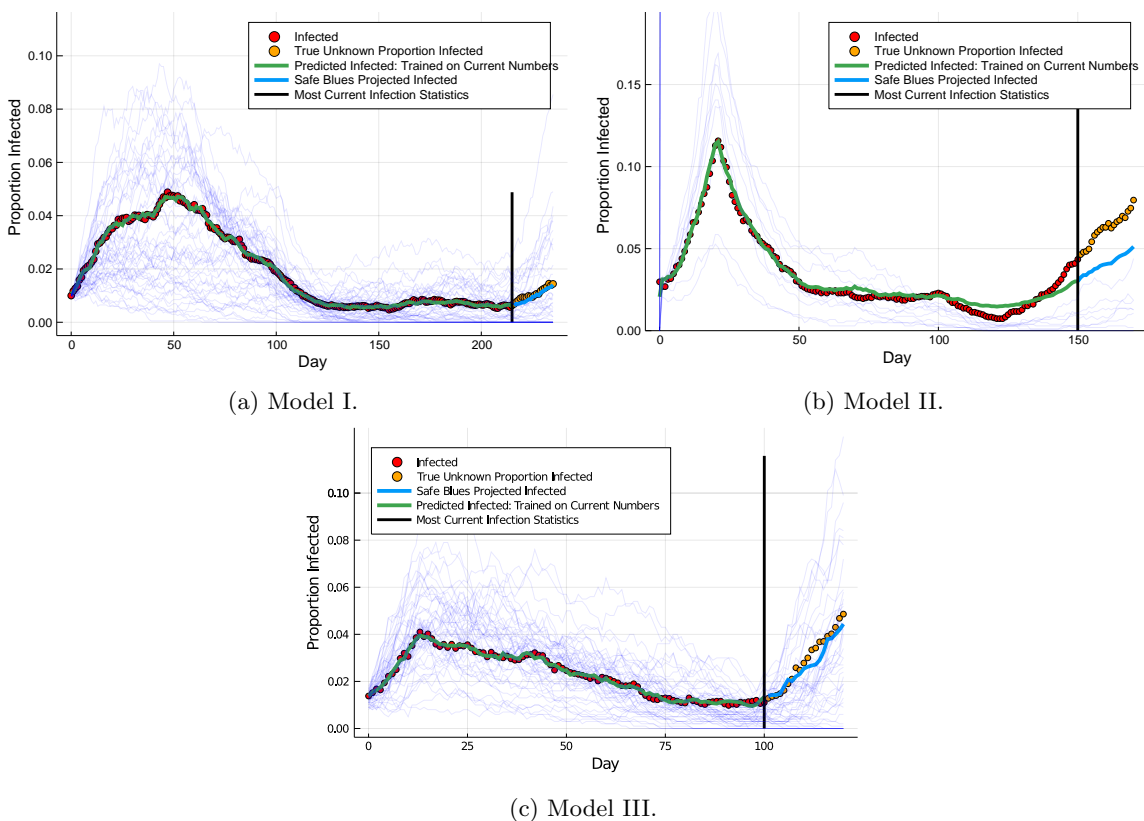 Infected
True Unknown Proportion Infected
Predicted Infected: Trained on Current Numbers
Safe Blues Projected Infected
Most Current Infection Statistics
Proportion Infected
0.10
0.08
0.06
0.04
0.02
0.00
0 50 100 150 200
Day
(a) Model I.
Infected
True Unknown Proportion Infected
Predicted Infected: Trained on Current Numbers
Safe Blues Projected Infected
Most Current Infection Statistics
Proportion Infected
0.15
0.10
0.05
0.00
0 50 100 150
Day
(b) Model II.
Infected
True Unknown Proportion Infected
Safe Blues Projected Infected
Predicted Infected: Trained on Current Numbers
Most Current Infection Statistics
Proportion Infected
0.10
0.08
0.06
0.04
0.02
0.00
0 25 50 75 100
Day
(c) Model III.